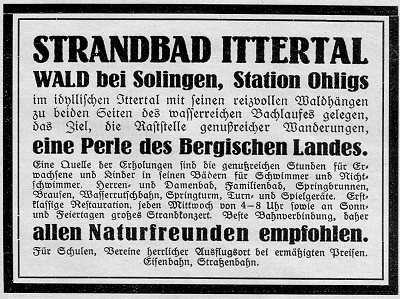 STRANDBAD ITTERTAL
WALD bei Solingen, Station Ohligs
im idyllischen Ittertal mit seinen reizvollen Waldhängen
zu beiden Seiten des wasserreichen Bachlaufes gelegen,
das Ziel, die Raststelle genußreicher Wanderungen,
eine Perle des Bergischen Landes.
Eine Quelle der Erholungen sind die genußreichen Stunden für Er-
wachsene und Kinder in seinen Bädern für Schwimmer und Nicht-
schwimmer. Herren- und Damenbad, Familienbad, Springbrunnen,
Brausen, Wasserrutschbahn, Springturm, Turn- und Spielgeräte. Erst-
klassige Restauration, jeden Mittwoch von 4–8 Uhr sowie an Sonn-
und Feiertagen großes Strandkonzert. Beste Bahnverbindung, daher
allen Naturfreunden empfohlen.
Für Schulen, Vereine herrlicher Ausflugsort bei ermäßigten Preisen.
Eisenbahn, Straßenbahn.